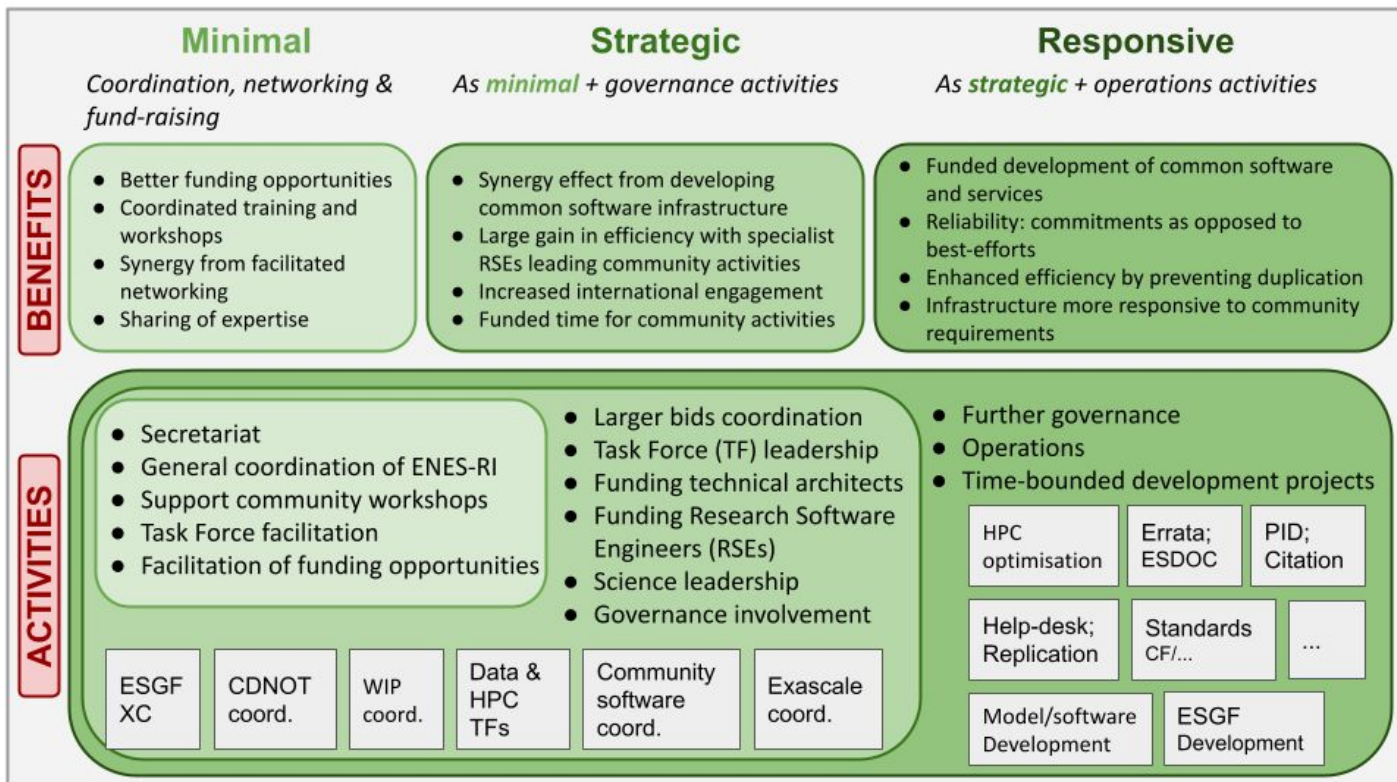 Minimal
Strategic
Responsive
Coordination, networking &
fund-raising
As minimal + governance activities
As strategic + operations activities
BENEFITS
● Better funding opportunities
● Coordinated training and
workshops
● Synergy from facilitated
networking
● Sharing of expertise
● Synergy effect from developing
common software infrastructure
● Large gain in efficiency with specialist
RSEs leading community activities
● Increased international engagement
● Funded time for community activities
● Funded development of common software
and services
● Reliability: commitments as opposed to
best-efforts
● Enhanced efficiency by preventing duplication
● Infrastructure more responsive to community
requirements
ACTIVITIES
● Secretariat
● General coordination of ENES-RI
● Support community workshops
● Task Force facilitation
● Facilitation of funding opportunities
● Larger bids coordination
● Task Force (TF) leadership
● Funding technical architects
● Funding Research Software
Engineers (RSEs)
● Science leadership
● Governance involvement
ESGF
XC
CDNOT
coord.
WIP
coord.
Data &
HPC
TFs
Community
software
coord.
Exascale
coord.
● Further governance
● Operations
● Time-bounded development projects
HPC
optimisation
Errata;
ESDOC
PID;
Citation
Help-desk;
Replication
Standards
CF/...
...
Model/software
Development
ESGF
Development